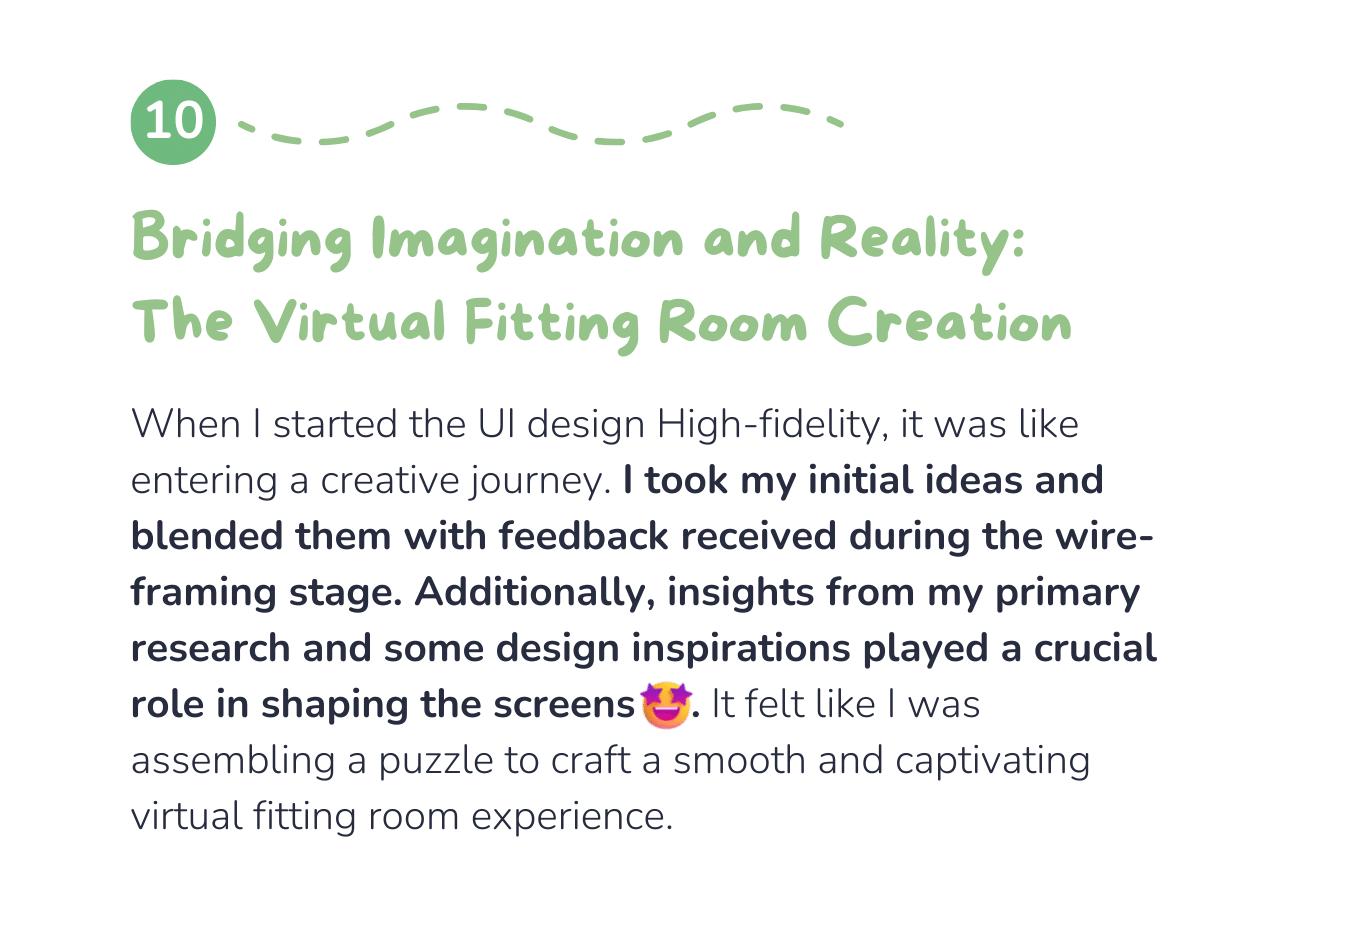 10
Bridging Imagination and Reality:
The Virtual Fitting Room Creation
When I started the UI design High-fidelity, it was like
entering a creative journey. I took my initial ideas and
blended them with feedback received during the wire-
framing stage. Additionally, insights from my primary
research and some design inspirations played a crucial
role in shaping the screens🤩. It felt like I was
assembling a puzzle to craft a smooth and captivating
virtual fitting room experience.